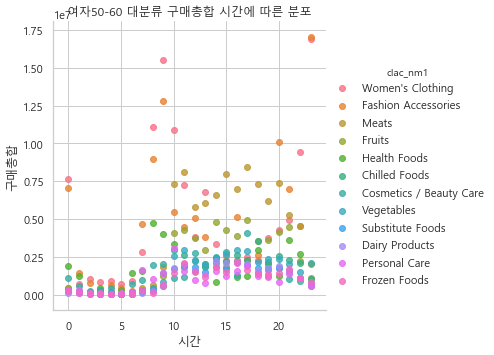 1e7
여자50-60 대분류 구매총합 시간에 따른 분포
1.75
1.50
1.25
1.00
0.75
0.50
0.25
0.00
구매총합
0
5
10
15
20
시간
clac_nm1
Women's Clothing
Fashion Accessories
Meats
Fruits
Health Foods
Chilled Foods
Cosmetics / Beauty Care
Vegetables
Substitute Foods
Dairy Products
Personal Care
Frozen Foods